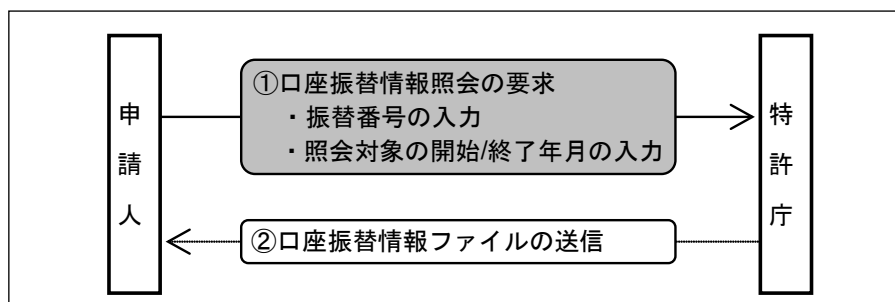 申請人
①口座振替情報照会の要求
・振替番号の入力
・照会対象の開始/終了年月の入力
②口座振替情報ファイルの送信
特許庁